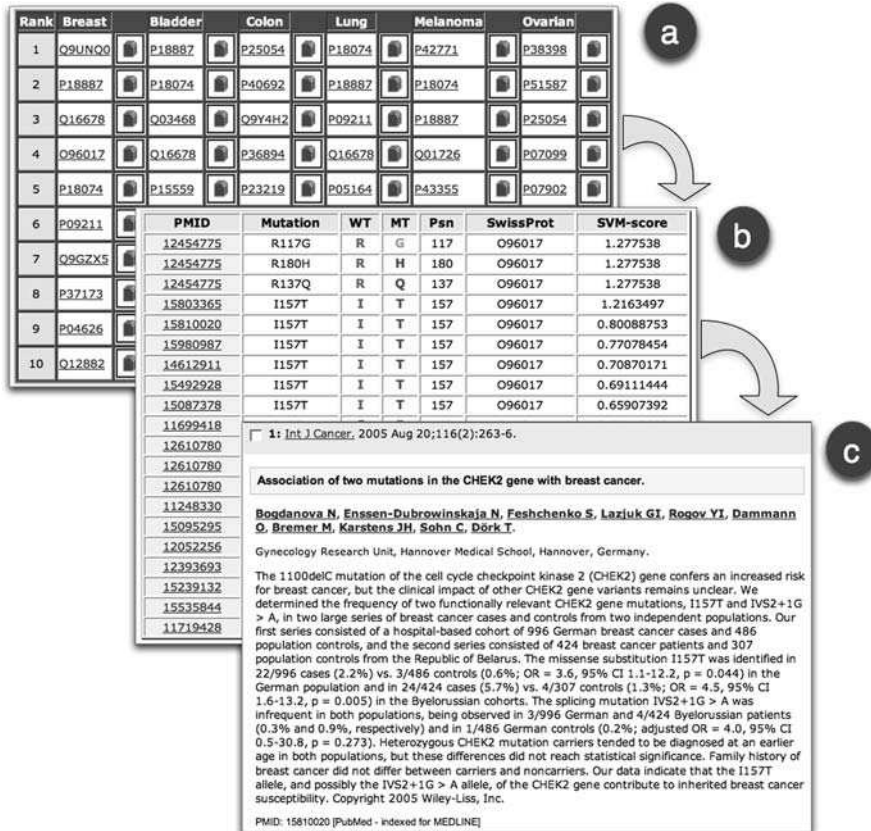 Rank Breast Bladder Colon Lung Melanoma Ovarian
1 Q9UNQ0 P18887 P25054 P18074 P42771 P38398
2 P18887 P18074 P40692 P18887 P18074 P51587
3 Q16678 Q03468 Q9Y4H2 P09211 P18887 P25054
4 O96017 Q16678 P36894 Q16678 Q01726 P07099
5 P18074 P15559 P23219 P05164 P43355 P07902
6 P09211
7 Q9GZX5
8 P37173
9 P04626
10 Q12882
a
PMID Mutation WT MT Psn SwissProt SVM-score
12454775 R117G R G 117 O96017 1.277538
12454775 R180H R H 180 O96017 1.277538
12454775 R137Q R Q 137 O96017 1.277538
15803365 I157T I T 157 O96017 1.2163497
15810020 I157T I T 157 O96017 0.80088753
15980987 I157T I T 157 O96017 0.77078454
14612911 I157T I T 157 O96017 0.70870171
15492928 I157T I T 157 O96017 0.69111444
15087378 I157T I T 157 O96017 0.65907392
11699418
12610780
12610780
12610780
11248330
15095295
12052256
12393693
15239132
15535844
11719428
b
1: Int J Cancer. 2005 Aug 20;116(2):263-6.
Association of two mutations in the CHEK2 gene with breast cancer.
Bogdanova N, Enssen-Dubrowinskaja N, Feshchenko S, Lazjuk GI, Rogov YI, Dammann
O, Bremer M, Karstens JH, Sohn C, Dörk T.
Gynecology Research Unit, Hannover Medical School, Hannover, Germany.
The 1100delC mutation of the cell cycle checkpoint kinase 2 (CHEK2) gene confers an increased risk
for breast cancer, but the clinical impact of other CHEK2 gene variants remains unclear. We
determined the frequency of two functionally relevant CHEK2 gene mutations, I157T and IVS2+1G
> A, in two large series of breast cancer cases and controls from two independent populations. Our
first series consisted of a hospital-based cohort of 996 German breast cancer cases and 486
population controls, and the second series consisted of 424 breast cancer patients and 307
population controls from the Republic of Belarus. The missense substitution I157T was identified in
22/996 cases (2.2%) vs. 3/486 controls (0.6%; OR = 3.6, 95% CI 1.1-12.2, p = 0.044) in the
German population and in 24/424 cases (5.7%) vs. 4/307 controls (1.3%; OR = 4.5, 95% CI
1.6-13.2, p = 0.005) in the Byelorussian cohorts. The splicing mutation IVS2+1G > A was
infrequent in both populations, being observed in 3/996 German and 4/424 Byelorussian patients
(0.3% and 0.9%, respectively) and in 1/486 German controls (0.2%; adjusted OR = 4.0, 95% CI
0.5-30.8, p = 0.273). Heterozygous CHEK2 mutation carriers tended to be diagnosed at an earlier
age in both populations, but these differences did not reach statistical significance. Family history of
breast cancer did not differ between carriers and noncarriers. Our data indicate that the I157T
allele, and possibly the IVS2+1G > A allele, of the CHEK2 gene contribute to inherited breast cancer
susceptibility. Copyright 2005 Wiley-Liss, Inc.
PMID: 15810020 [PubMed - indexed for MEDLINE]
c